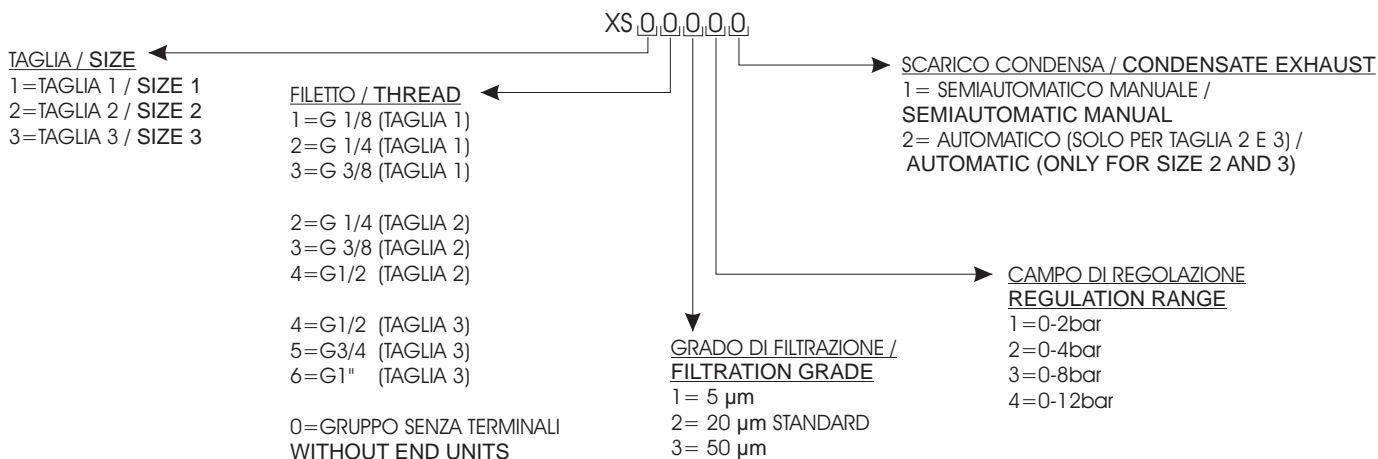 XS 0 0 0 0 0
TAGLIA / SIZE
1=TAGLIA 1 / SIZE 1
2=TAGLIA 2 / SIZE 2
3=TAGLIA 3 / SIZE 3
FILETTO / THREAD
1=G 1/8 (TAGLIA 1)
2=G 1/4 (TAGLIA 1)
3=G 3/8 (TAGLIA 1)
2=G 1/4 (TAGLIA 2)
3=G 3/8 (TAGLIA 2)
4=G1/2 (TAGLIA 2)
4=G1/2 (TAGLIA 3)
5=G3/4 (TAGLIA 3)
6=G1" (TAGLIA 3)
0=GRUPPO SENZA TERMINALI
WITHOUT END UNITS
GRADO DI FILTRAZIONE /
FILTRATION GRADE
1= 5 µm
2= 20 µm STANDARD
3= 50 µm
CAMPO DI REGOLAZIONE
REGULATION RANGE
1=0-2bar
2=0-4bar
3=0-8bar
4=0-12bar
SCARICO CONDENSA / CONDENSATE EXHAUST
1= SEMIAUTOMATICO MANUALE /
SEMIAUTOMATIC MANUAL
2= AUTOMATICO (SOLO PER TAGLIA 2 E 3) /
AUTOMATIC (ONLY FOR SIZE 2 AND 3)